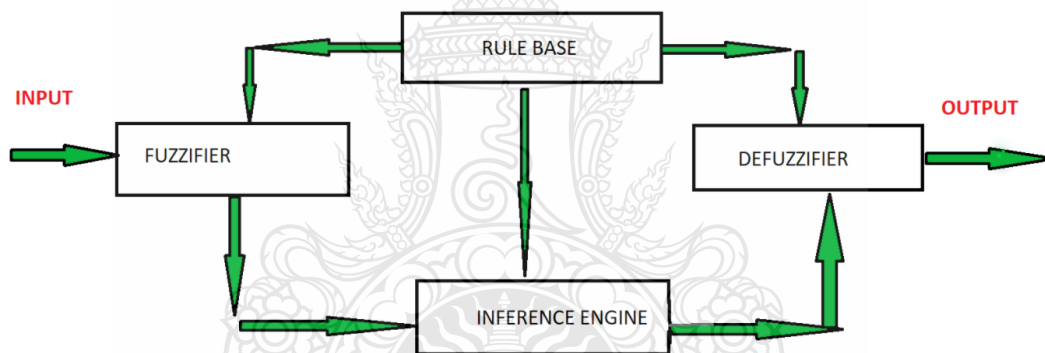 RULE BASE
INPUT
OUTPUT
FUZZIFIER
DEFUZZIFIER
INFERENCE ENGINE